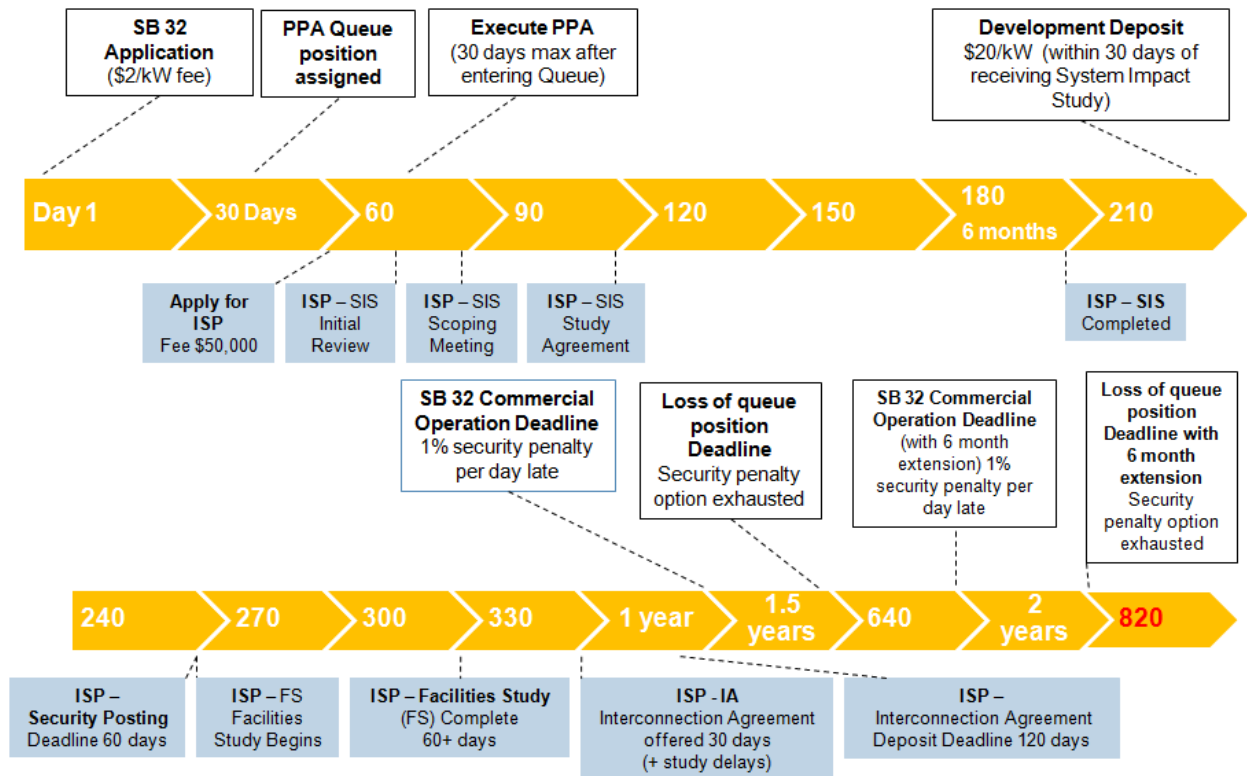 SB 32
Application
($2/kW fee)
PPA Queue
position
assigned
Execute PPA
(30 days max after
entering Queue)
Development Deposit
$20/kW (within 30 days of
receiving System Impact
Study)
Day 1
30 Days
60
90
120
150
180
6 months
210
Apply for
ISP
Fee $50,000
ISP – SIS
Initial
Review
ISP – SIS
Scoping
Meeting
ISP – SIS
Study
Agreement
ISP – SIS
Completed
SB 32 Commercial
Operation Deadline
1% security penalty
per day late
Loss of queue
position
Deadline
Security penalty
option exhausted
SB 32 Commercial
Operation Deadline
(with 6 month
extension) 1%
security penalty per
day late
Loss of queue
position
Deadline with
6 month
extension
Security
penalty option
exhausted
240
270
300
330
1 year
1.5
years
640
2
years
820
ISP –
Security Posting
Deadline 60 days
ISP – FS
Facilities
Study Begins
ISP – Facilities Study
(FS) Complete
60+ days
ISP - IA
Interconnection Agreement
offered 30 days
(+ study delays)
ISP –
Interconnection Agreement
Deposit Deadline 120 days